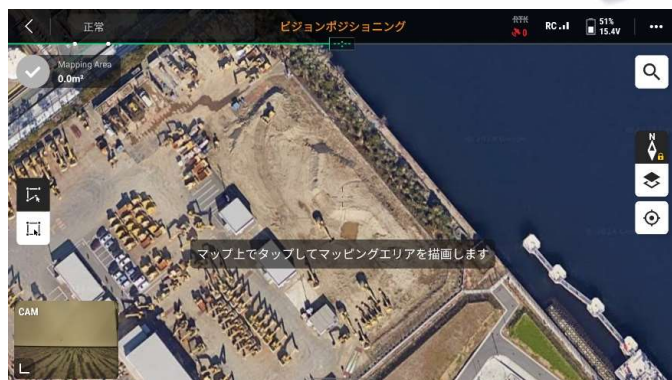 正常
ビジョンポジショニング
RTK
0
RC
51%
15.4V
Mapping Area
0.0m²
N
マップ上でタップしてマッピングエリアを描画します
CAM